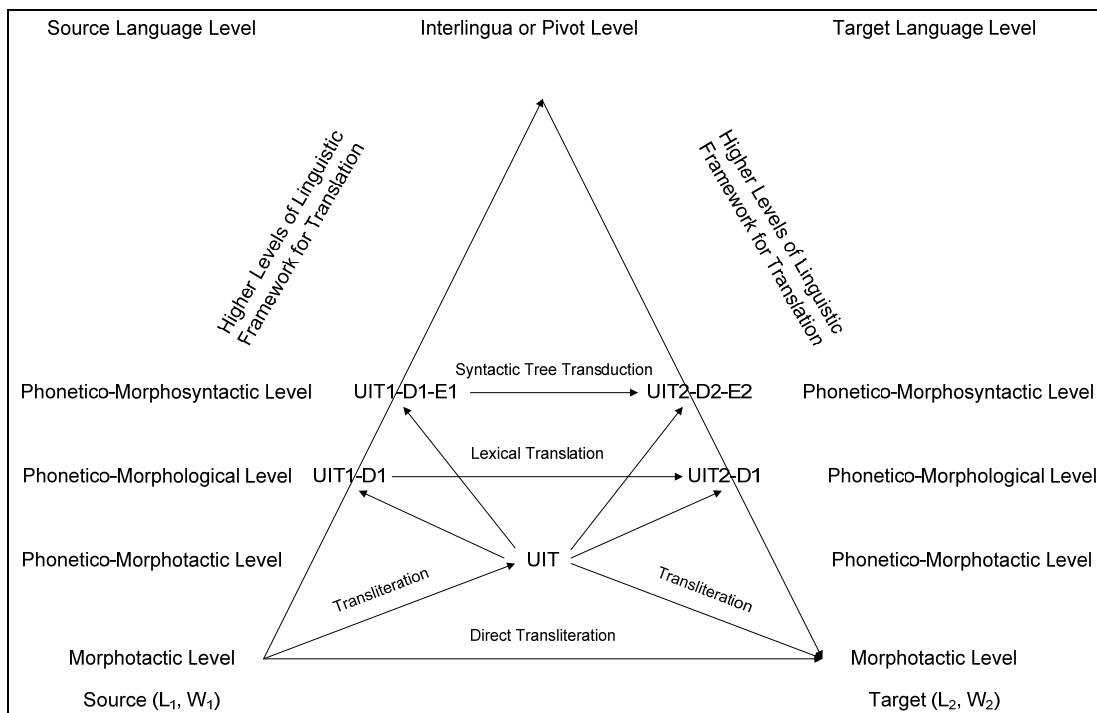 Source Language Level
Interlingua or Pivot Level
Target Language Level
Higher Levels of Linguistic
Framework for Translation
Higher Levels of Linguistic
Framework for Translation
Syntactic Tree Transduction
Phonetico-Morphosyntactic Level
UIT1-D1-E1
UIT2-D2-E2
Phonetico-Morphosyntactic Level
Lexical Translation
Phonetico-Morphological Level
UIT1-D1
UIT2-D1
Phonetico-Morphological Level
Phonetico-Morphotactic Level
UIT
Phonetico-Morphotactic Level
Transliteration
Transliteration
Direct Transliteration
Morphotactic Level
Morphotactic Level
Source (L₁, W₁)
Target (L₂, W₂)